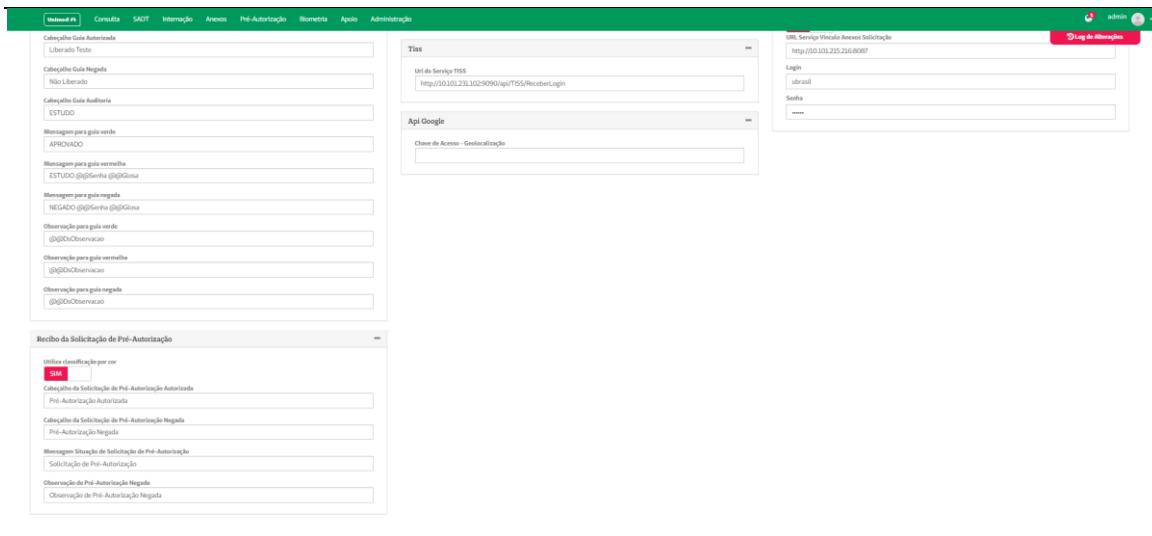 Unimed
Consulta SADT Internação Anexos Pré-Autorização Biometria Apoio Administração
admin
Log de Alterações
Cabeçalho Guia Autorizada
Liberado Teste
Cabeçalho Guia Negada
Não Liberado
Cabeçalho Guia Auditoria
ESTUDO
Mensagem para guia verde
APROVADO
Mensagem para guia vermelha
ESTUDO @@Senha @@Glosa
Mensagem para guia negada
NEGADO @@Senha @@Glosa
Observação para guia verde
@@DsObservacao
Observação para guia vermelha
@@DsObservacao
Observação para guia negada
@@DsObservacao
Recibo da Solicitação de Pré-Autorização
Utiliza classificação por cor
SIM
Cabeçalho da Solicitação de Pré-Autorização Autorizada
Pré-Autorização Autorizada
Cabeçalho da Solicitação de Pré-Autorização Negada
Pré-Autorização Negada
Mensagem Situação de Solicitação de Pré-Autorização
Solicitação de Pré-Autorização
Observação de Pré-Autorização Negada
Observação de Pré-Autorização Negada
Tiss
Url do Serviço TISS
http://10.101.231.102:9090/api/TISS/ReceberLogin
Api Google
Chave de Acesso - Geolocalização
URL Serviço Vinculo Anexos Solicitação
http://10.101.215.216:8087
Login
ubrasil
Senha
......